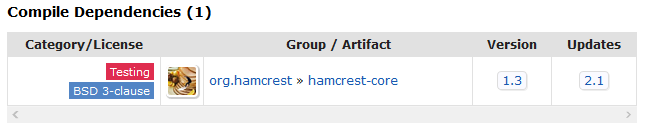 Compile Dependencies (1)
Category/License Group / Artifact Version Updates
Testing
BSD 3-clause
org.hamcrest » hamcrest-core 1.3 2.1